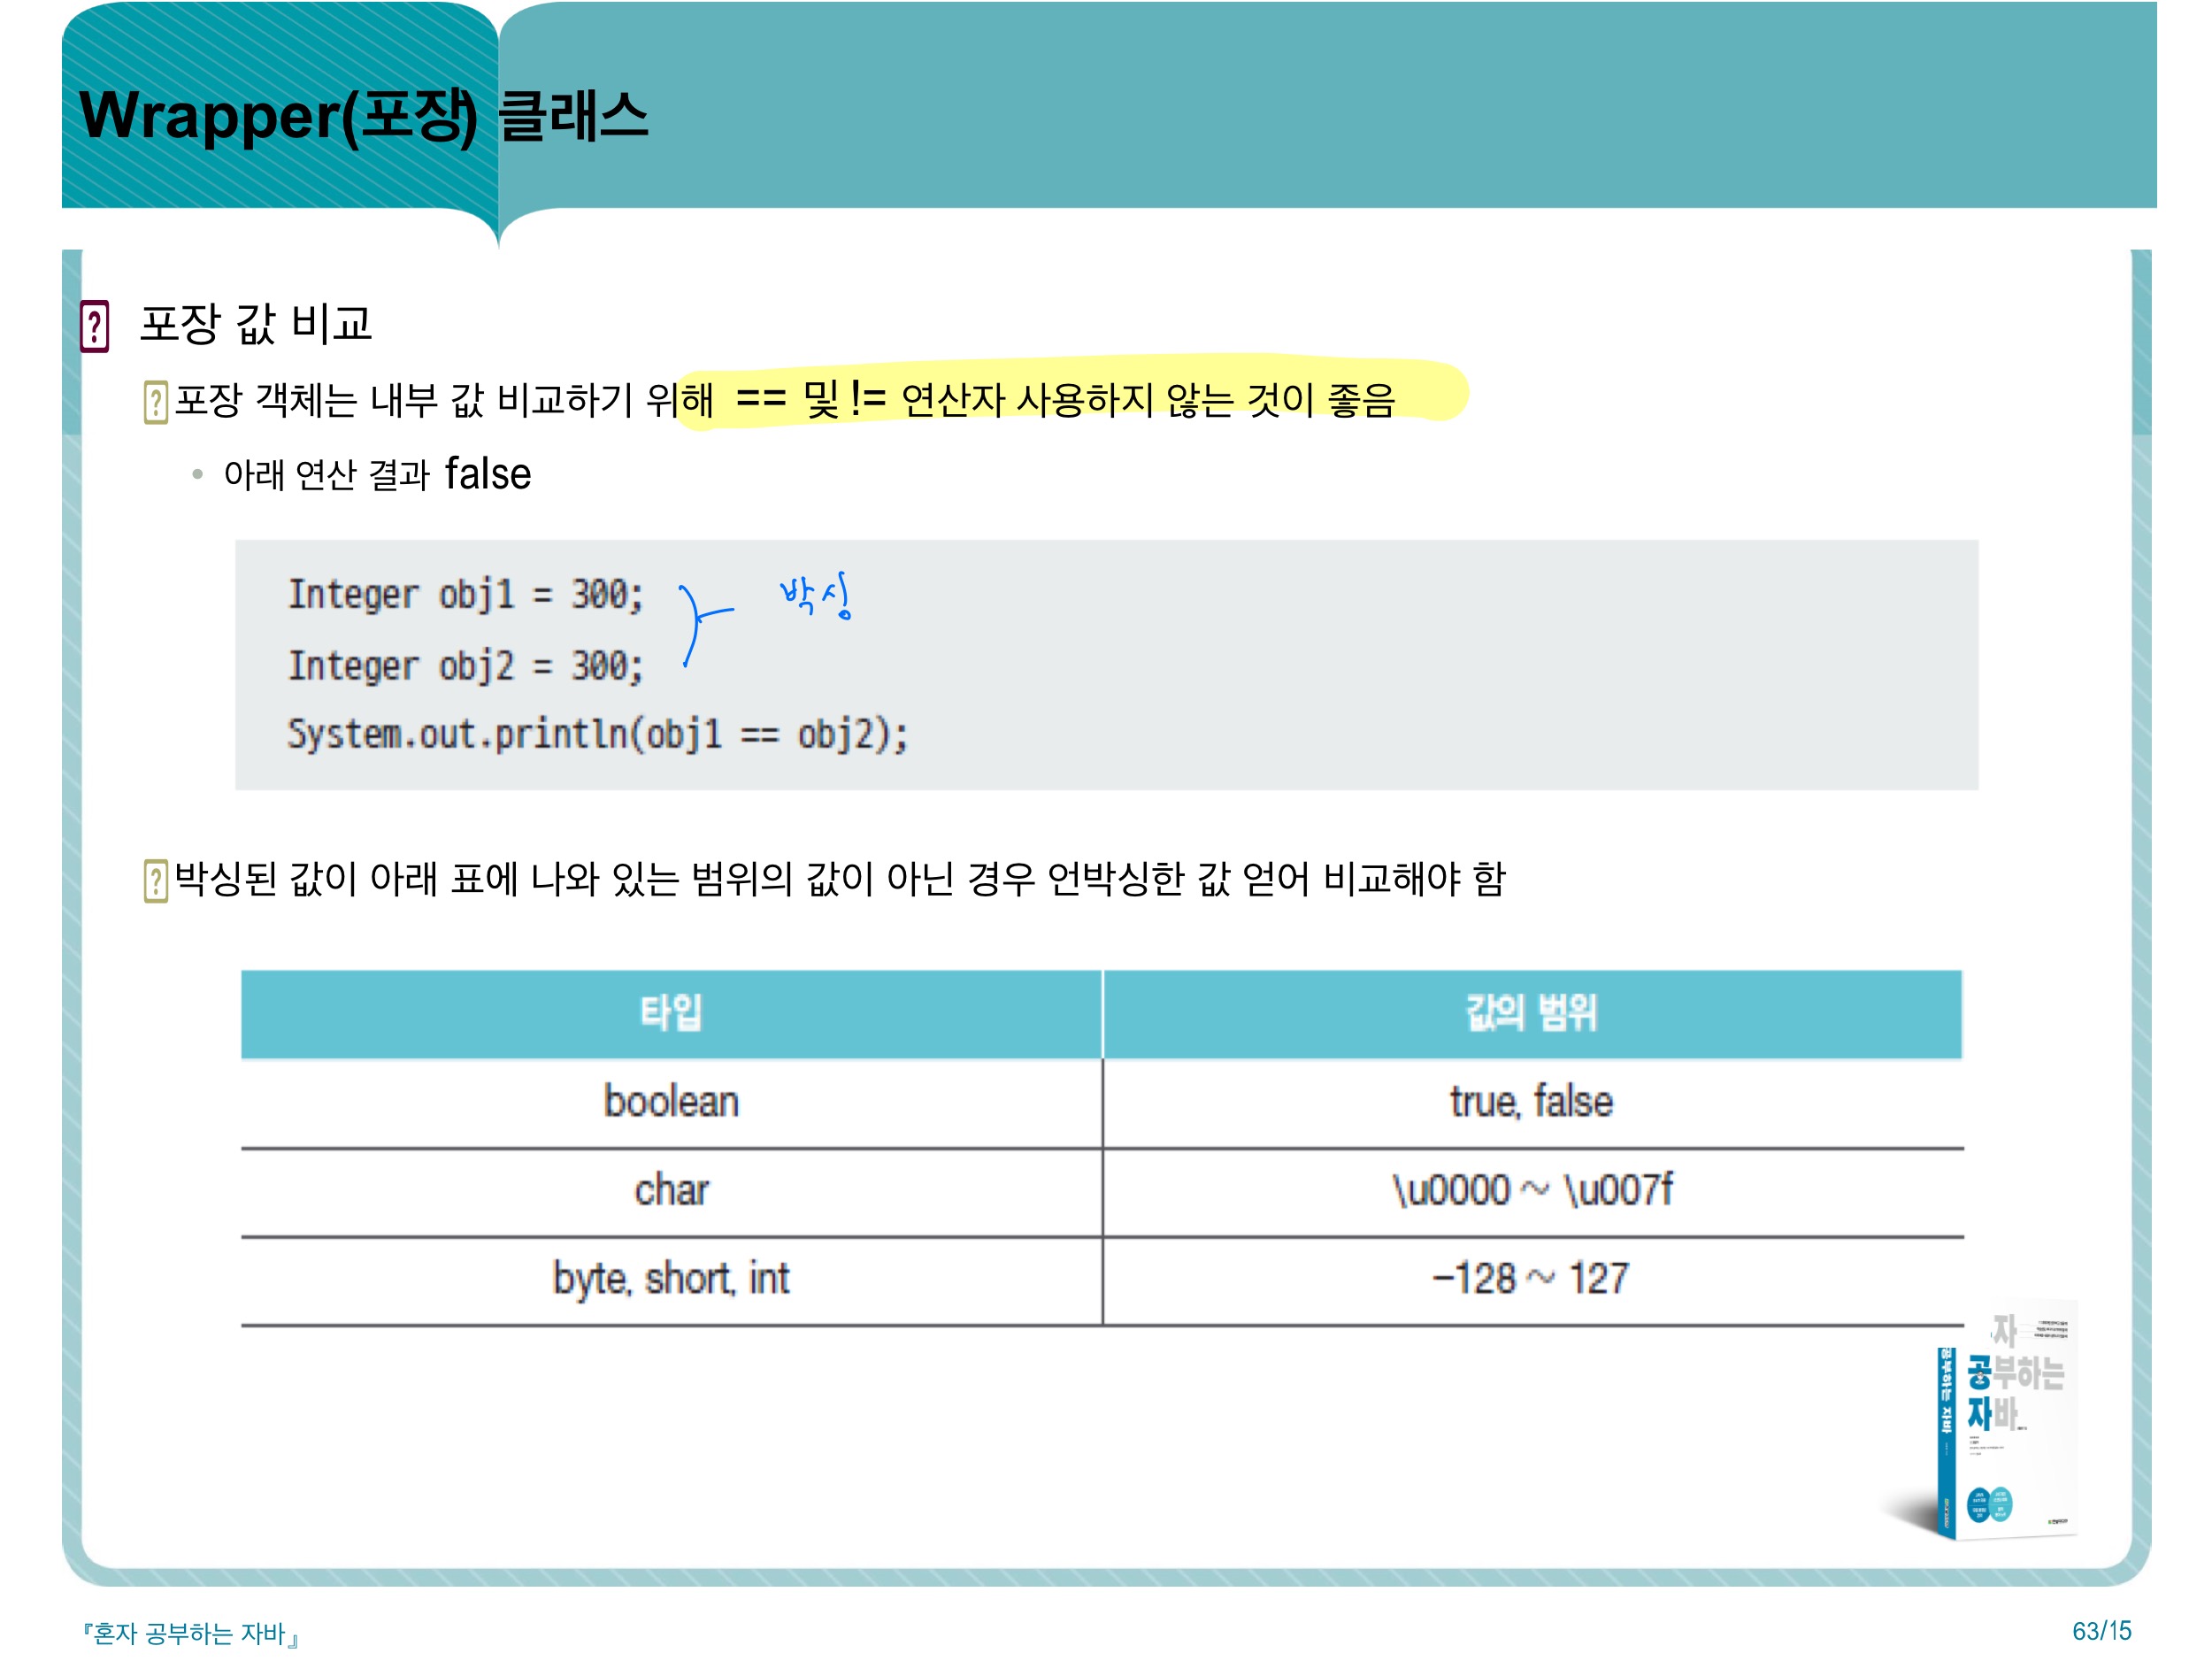 Wrapper(포장) 클래스
포장 값 비교
포장 객체는 내부 값 비교하기 위해 == 및 != 연산자 사용하지 않는 것이 좋음
• 아래 연산 결과 false
Integer obj1 = 300;
박싱
Integer obj2 = 300;
System.out.println(obj1 == obj2);
박싱된 값이 아래 표에 나와 있는 범위의 값이 아닌 경우 언박싱한 값 얻어 비교해야 함
타입 값의 범위
boolean true, false
char \u0000 ~ \u007f
byte, short, int –128 ~ 127
자
공부하는
자바
공부하는 자바
『혼자 공부하는 자바』
63/15